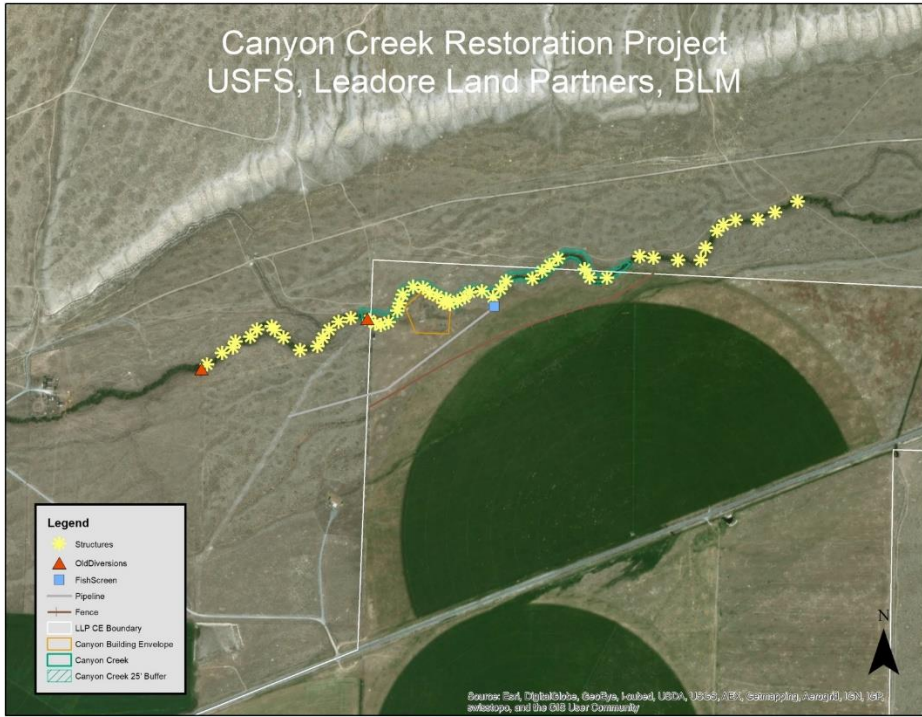 Canyon Creek Restoration Project
USFS, Leadore Land Partners, BLM
Legend
Structures
OldDiversions
FishScreen
Pipeline
Fence
LLP CE Boundary
Canyon Building Envelope
Canyon Creek
Canyon Creek 25' Buffer
N
Source: Esri, DigitalGlobe, GeoEye, i-cubed, USDA, USGS, AEX, Getmapping, Aerogrid, IGN, IGP,
swisstopo, and the GIS User Community